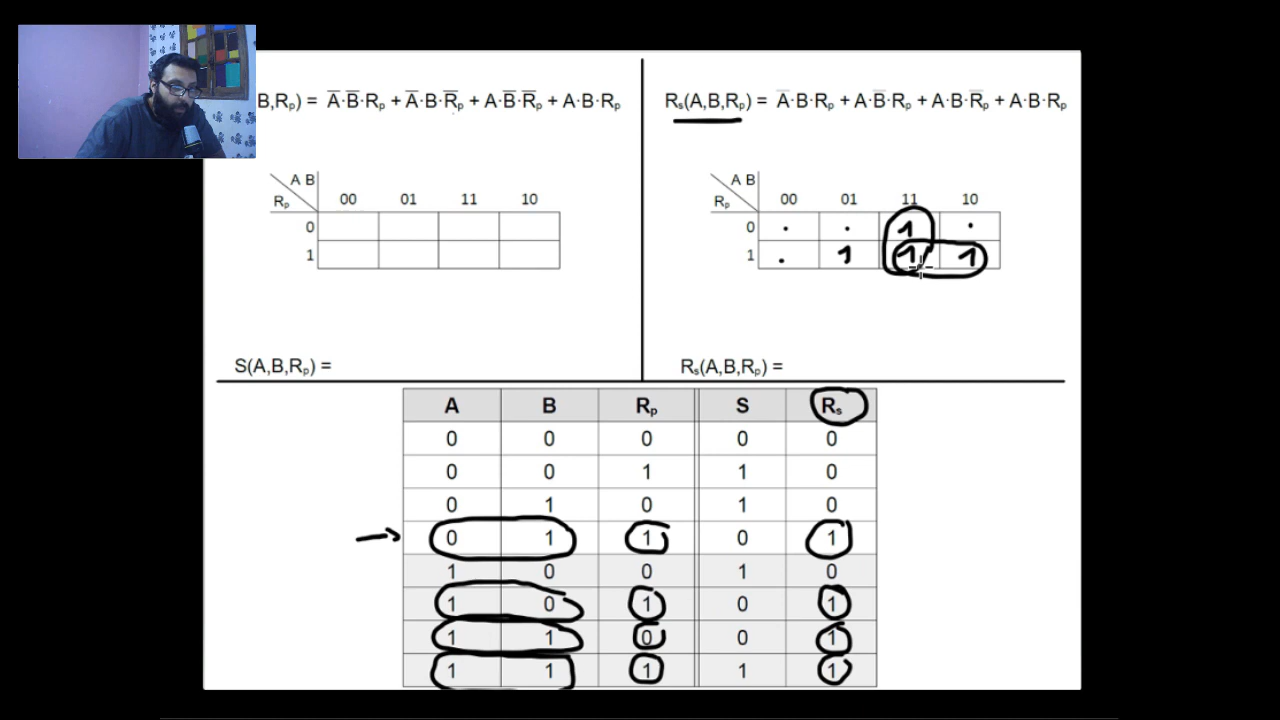 B,Rₚ) = A̅·B̅·Rₚ + A̅·B·R̅ₚ + A·B̅·R̅ₚ + A·B·Rₚ
Rₛ(A,B,Rₚ) = A̅·B·Rₚ + A·B̅·Rₚ + A·B·R̅ₚ + A·B·Rₚ
A B
Rₚ 00 01 11 10
0
1
S(A,B,Rₚ) =
A B
Rₚ 00 01 11 10
0 · · 1 ·
1 . 1 1 1
Rₛ(A,B,Rₚ) =
A B Rₚ S Rₛ
0 0 0 0 0
0 0 1 1 0
0 1 0 1 0
0 1 1 0 1
1 0 0 1 0
1 0 1 0 1
1 1 0 0 1
1 1 1 1 1